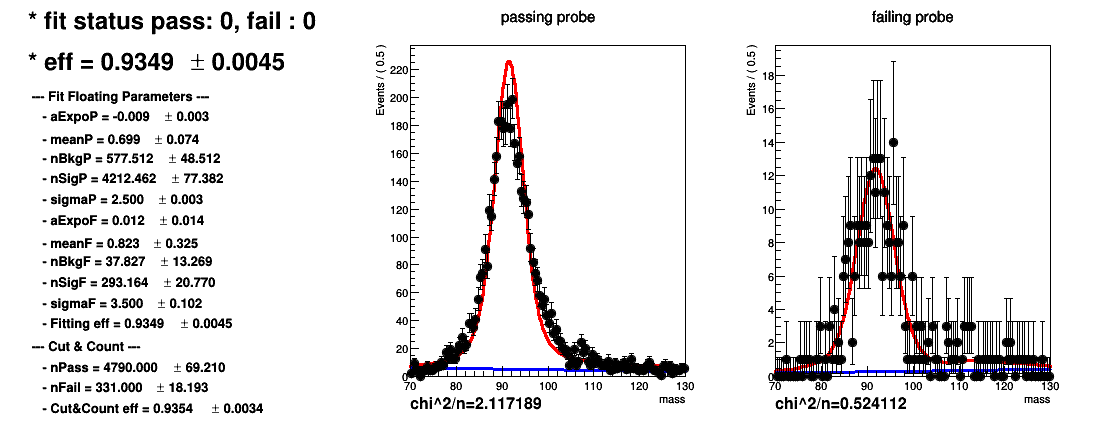 * fit status pass: 0, fail : 0
* eff = 0.9349 ± 0.0045
--- Fit Floating Parameters ---
- aExpoP = -0.009 ± 0.003
- meanP = 0.699 ± 0.074
- nBkgP = 577.512 ± 48.512
- nSigP = 4212.462 ± 77.382
- sigmaP = 2.500 ± 0.003
- aExpoF = 0.012 ± 0.014
- meanF = 0.823 ± 0.325
- nBkgF = 37.827 ± 13.269
- nSigF = 293.164 ± 20.770
- sigmaF = 3.500 ± 0.102
- Fitting eff = 0.9349 ± 0.0045
--- Cut & Count ---
- nPass = 4790.000 ± 69.210
- nFail = 331.000 ± 18.193
- Cut&Count eff = 0.9354 ± 0.0034
passing probe
Events / ( 0.5 )
220
200
180
160
140
120
100
80
60
40
20
0
70 80 90 100 110 120 130
mass
chi^2/n=2.117189
failing probe
Events / ( 0.5 )
18
16
14
12
10
8
6
4
2
0
70 80 90 100 110 120 130
mass
chi^2/n=0.524112